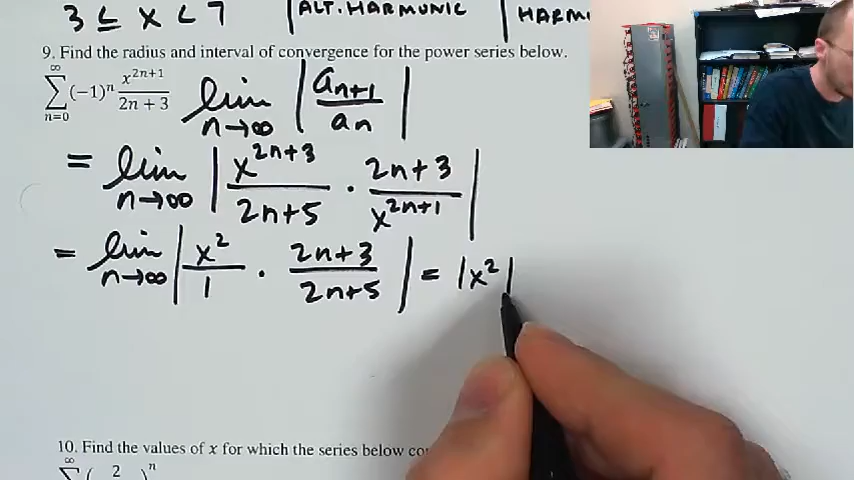 3 ≤ x < 7 | ALT. HARMONIC | HARM
9. Find the radius and interval of convergence for the power series below.
∑_{n=0}^{∞} (-1)^n x^{2n+1}/(2n + 3) lim_{n→∞} |a_{n+1}/a_n|
= lim_{n→∞} |x^{2n+3}/(2n+5) · (2n+3)/x^{2n+1}|
= lim_{n→∞} |x^2/1 · (2n+3)/(2n+5)| = |x^2|
10. Find the values of x for which the series below
∞ ∑ ( 2 )^n